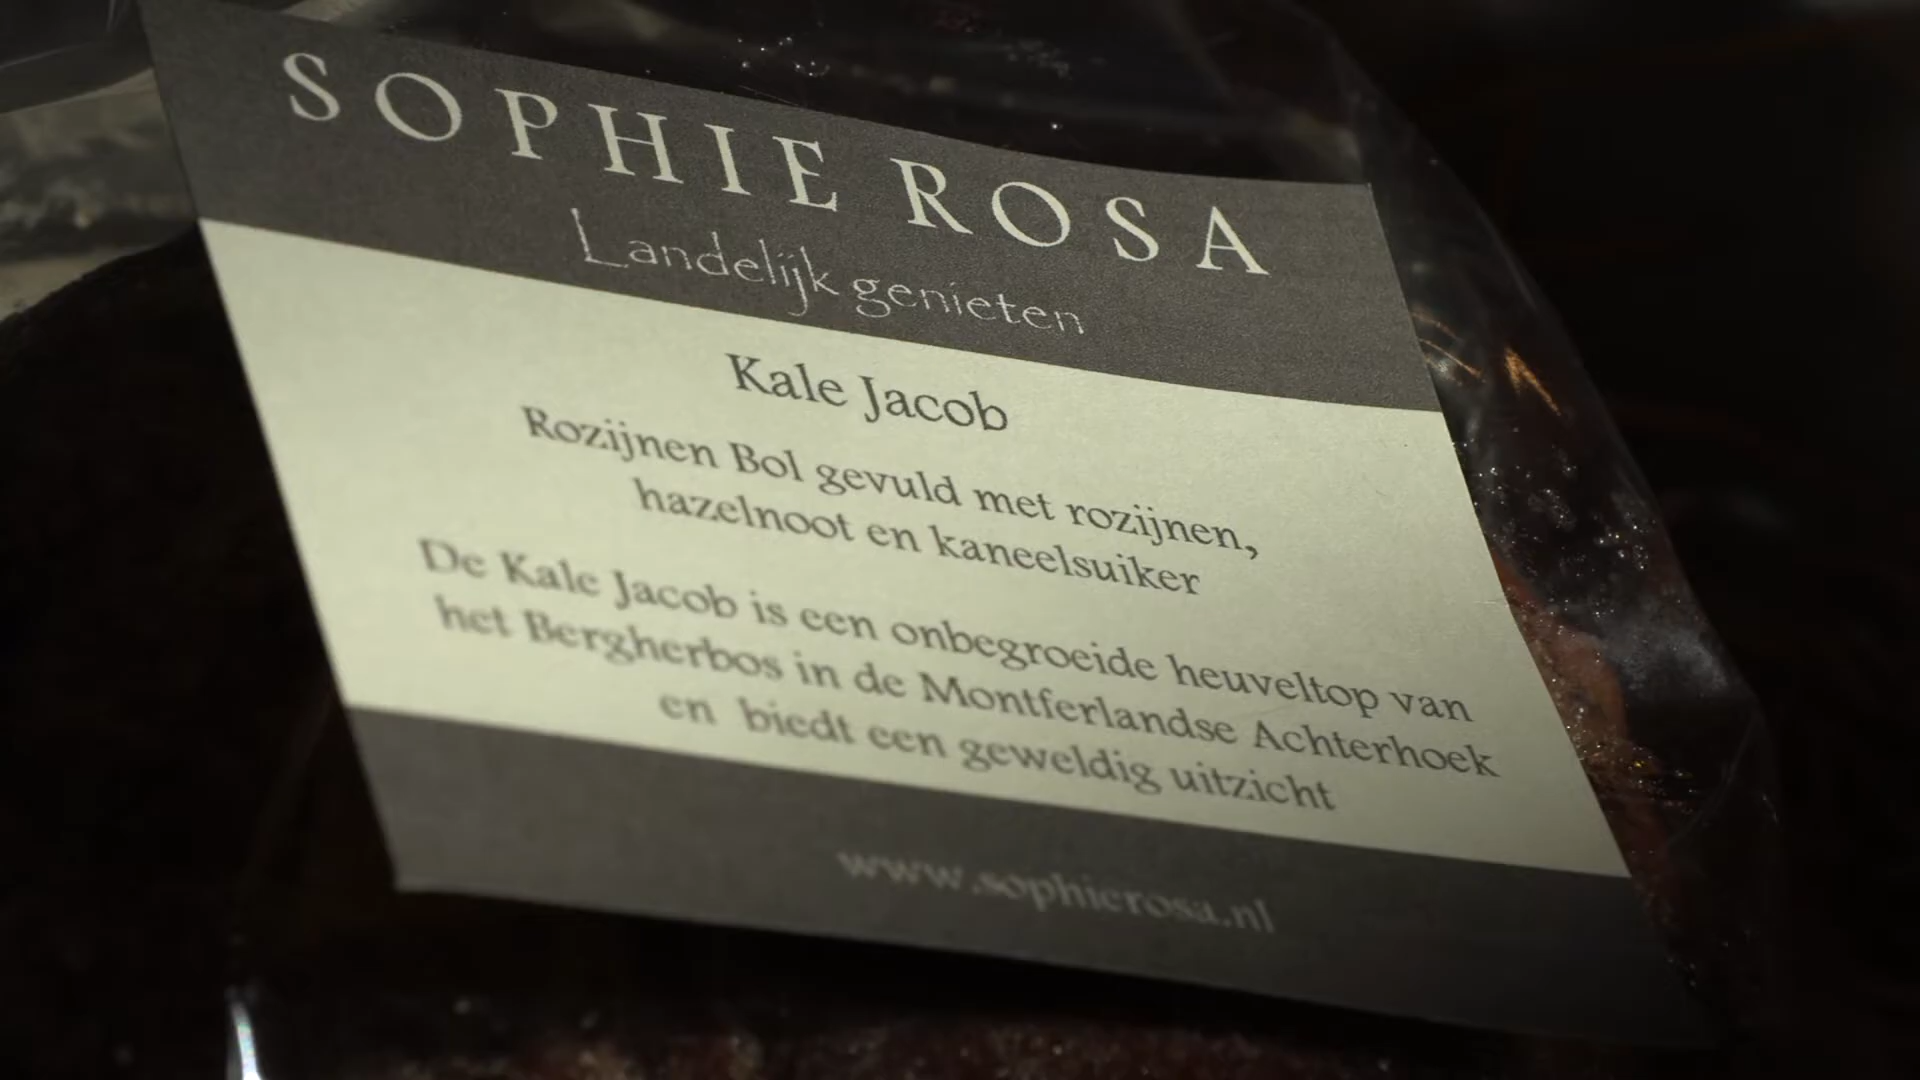 SOPHIE ROSA
Landelijk genieten
Kale Jacob
Rozijnen Bol gevuld met rozijnen,
hazelnoot en kaneelsuiker
De Kale Jacob is een onbegroeide heuveltop van
het Bergherbos in de Montferlandse Achterhoek
en biedt een geweldig uitzicht
www.sophierosa.nl